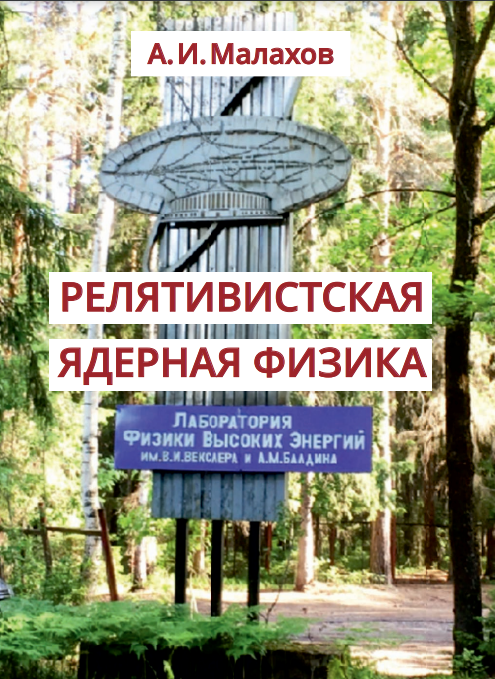 А. И. Малахов
РЕЛЯТИВИСТСКАЯ
ЯДЕРНАЯ ФИЗИКА
ЛАБОРАТОРИЯ
ФИЗИКИ ВЫСОКИХ ЭНЕРГИЙ
ИМ. В.И. ВЕКСЛЕРА И А.М. БАЛДИНА